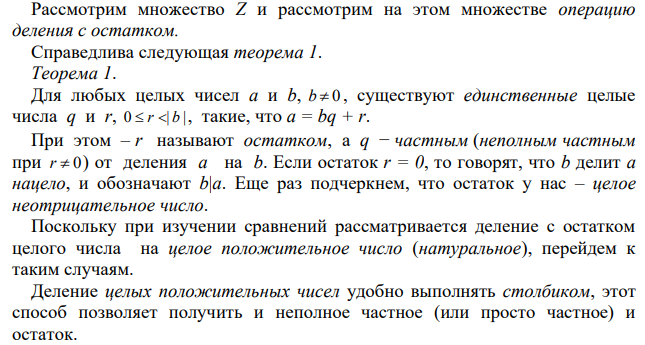 Рассмотрим множество Z и рассмотрим на этом множестве операцию
деления с остатком.
Справедлива следующая теорема 1.
Теорема 1.
Для любых целых чисел a и b, b ≠ 0, существуют единственные целые
числа q и r, 0 ≤ r <| b |, такие, что a = bq + r.
При этом – r называют остатком, а q − частным (неполным частным
при r ≠ 0) от деления a на b. Если остаток r = 0, то говорят, что b делит a
нацело, и обозначают b|a. Еще раз подчеркнем, что остаток у нас – целое
неотрицательное число.
Поскольку при изучении сравнений рассматривается деление с остатком
целого числа на целое положительное число (натуральное), перейдем к
таким случаям.
Деление целых положительных чисел удобно выполнять столбиком, этот
способ позволяет получить и неполное частное (или просто частное) и
остаток.